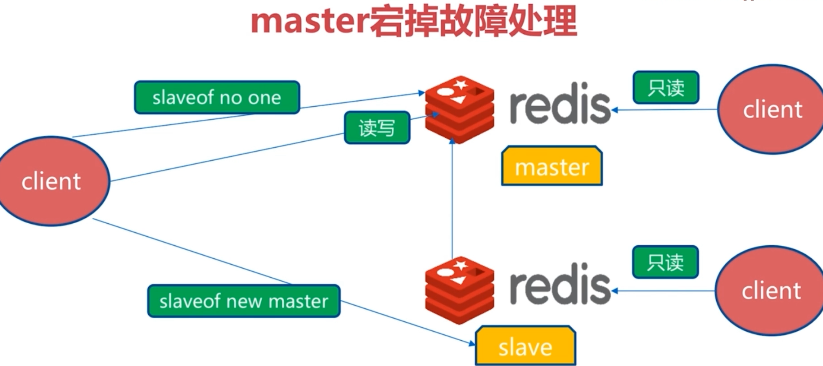 master宕掉故障处理
slaveof no one
redis
只读
client
读写
master
client
redis
只读
client
slaveof new master
slave